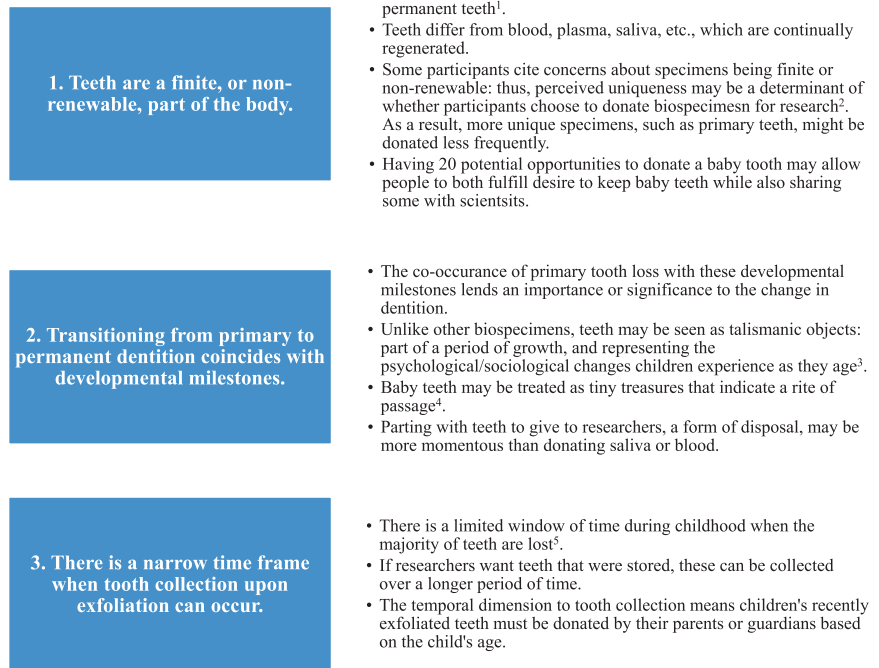 permanent teeth¹.
• Teeth differ from blood, plasma, saliva, etc., which are continually
regenerated.
1. Teeth are a finite, or non-
renewable, part of the body.
• Some participants cite concerns about specimens being finite or
non-renewable: thus, perceived uniqueness may be a determinant of
whether participants choose to donate biospecimesn for research².
As a result, more unique specimens, such as primary teeth, might be
donated less frequently.
• Having 20 potential opportunities to donate a baby tooth may allow
people to both fulfill desire to keep baby teeth while also sharing
some with scientsits.
2. Transitioning from primary to
permanent dentition coincides with
developmental milestones.
• The co-occurance of primary tooth loss with these developmental
milestones lends an importance or significance to the change in
dentition.
• Unlike other biospecimens, teeth may be seen as talismanic objects:
part of a period of growth, and representing the
psychological/sociological changes children experience as they age³.
• Baby teeth may be treated as tiny treasures that indicate a rite of
passage⁴.
• Parting with teeth to give to researchers, a form of disposal, may be
more momentous than donating saliva or blood.
3. There is a narrow time frame
when tooth collection upon
exfoliation can occur.
• There is a limited window of time during childhood when the
majority of teeth are lost⁵.
• If researchers want teeth that were stored, these can be collected
over a longer period of time.
• The temporal dimension to tooth collection means children's recently
exfoliated teeth must be donated by their parents or guardians based
on the child's age.